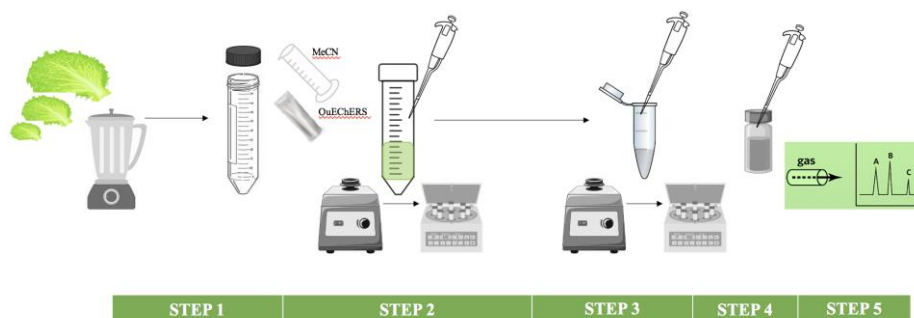 MeCN
QuEChERS
gas
A
B
C
STEP 1
STEP 2
STEP 3
STEP 4
STEP 5